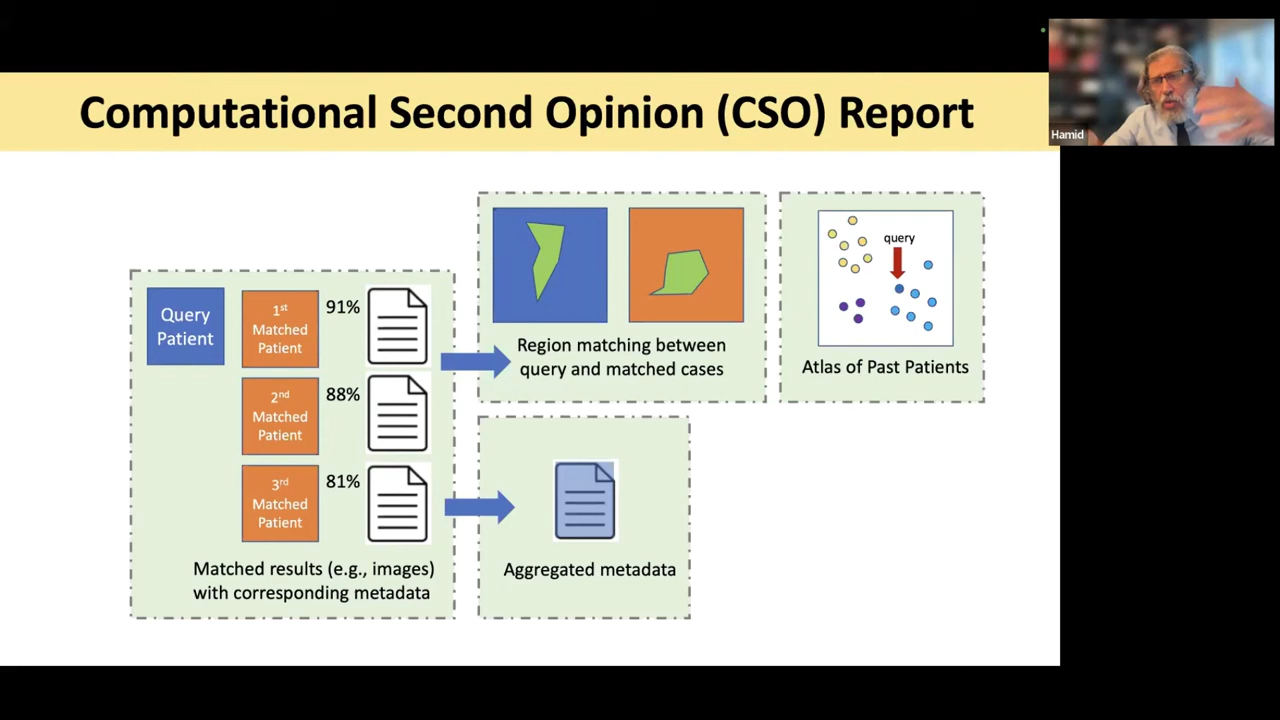 Computational Second Opinion (CSO) Report
Hamid
Query
Patient
1st
Matched
Patient
91%
2nd
Matched
Patient
88%
3rd
Matched
Patient
81%
Matched results (e.g., images)
with corresponding metadata
Region matching between
query and matched cases
query
Atlas of Past Patients
Aggregated metadata